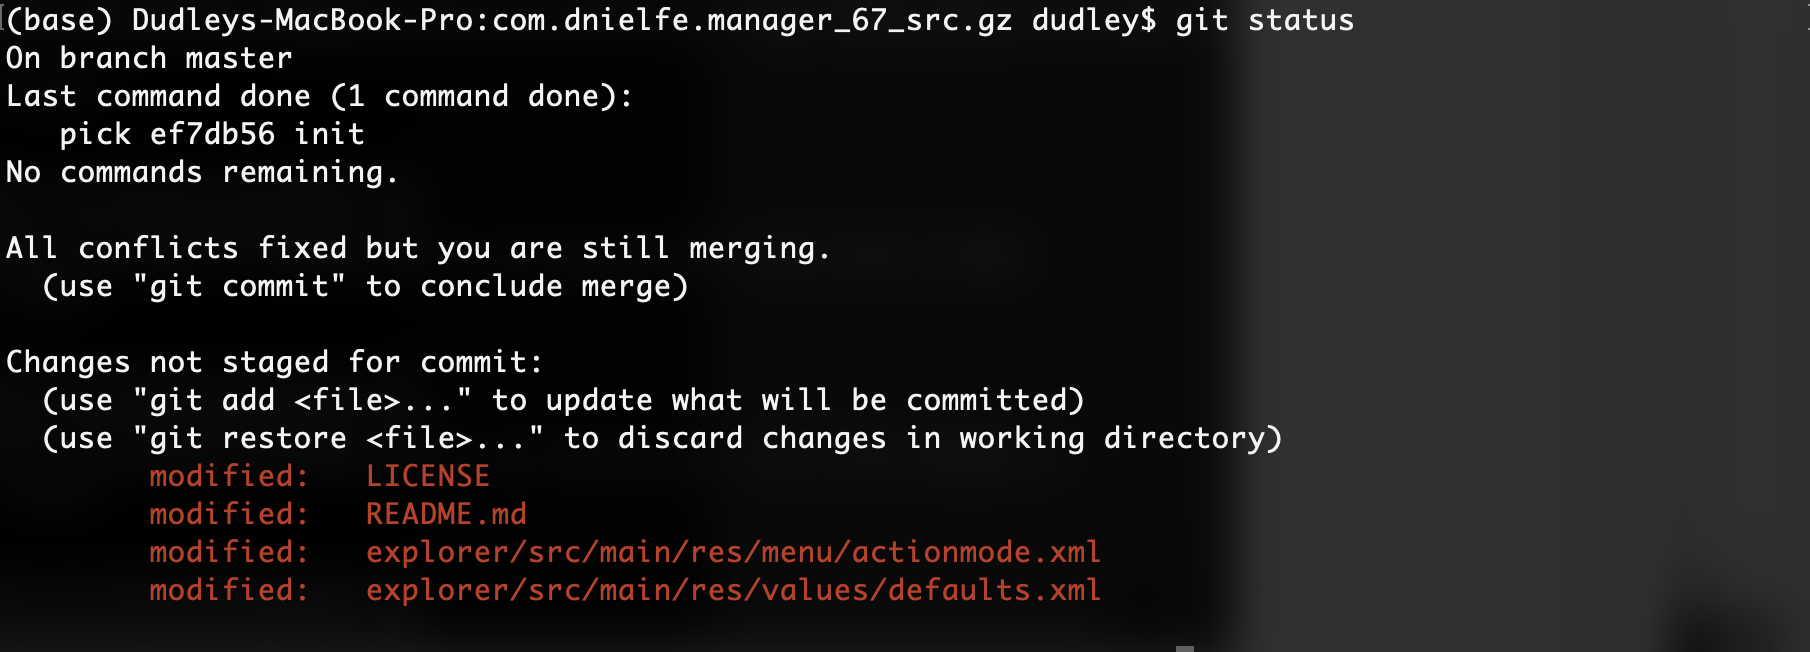 (base) Dudleys-MacBook-Pro:com.dnielfe.manager_67_src.gz dudley$ git status
On branch master
Last command done (1 command done):
   pick ef7db56 init
No commands remaining.

All conflicts fixed but you are still merging.
  (use "git commit" to conclude merge)

Changes not staged for commit:
  (use "git add <file>..." to update what will be committed)
  (use "git restore <file>..." to discard changes in working directory)
        modified:   LICENSE
        modified:   README.md
        modified:   explorer/src/main/res/menu/actionmode.xml
        modified:   explorer/src/main/res/values/defaults.xml